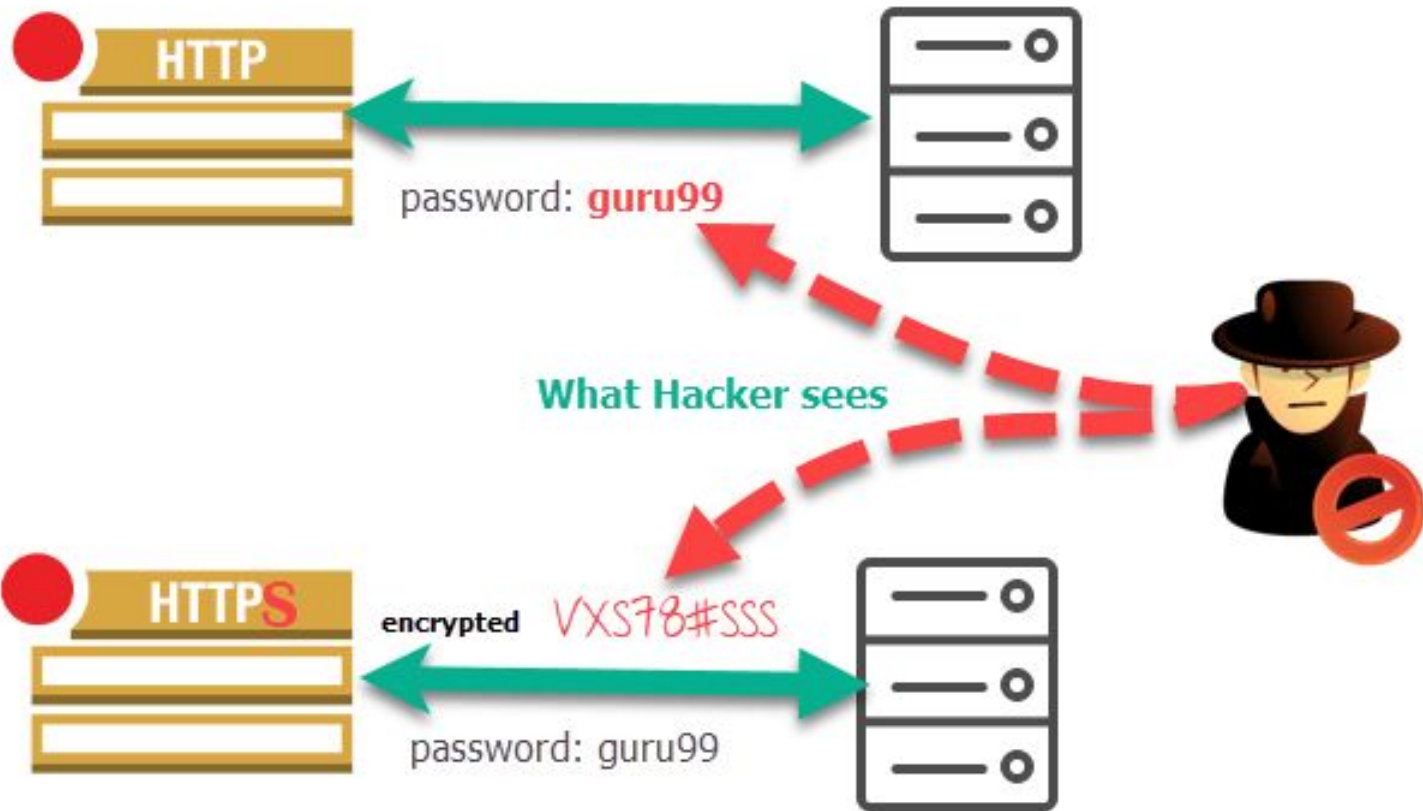 HTTP
password: guru99
What Hacker sees
HTTPS
encrypted VXS78#SSS
password: guru99